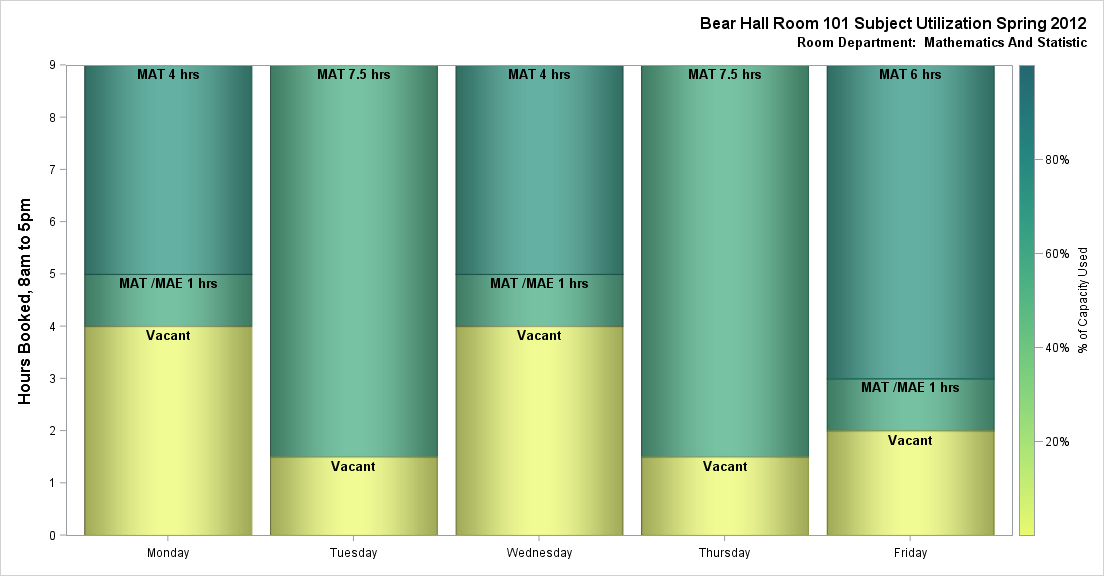 Bear Hall Room 101 Subject Utilization Spring 2012
Room Department:  Mathematics And Statistic
Hours Booked, 8am to 5pm
9
8
7
6
5
4
3
2
1
0
MAT 4 hrs
MAT /MAE 1 hrs
Vacant
MAT 7.5 hrs
Vacant
MAT 4 hrs
MAT /MAE 1 hrs
Vacant
MAT 7.5 hrs
Vacant
MAT 6 hrs
MAT /MAE 1 hrs
Vacant
Monday
Tuesday
Wednesday
Thursday
Friday
80%
60%
40%
20%
% of Capacity Used